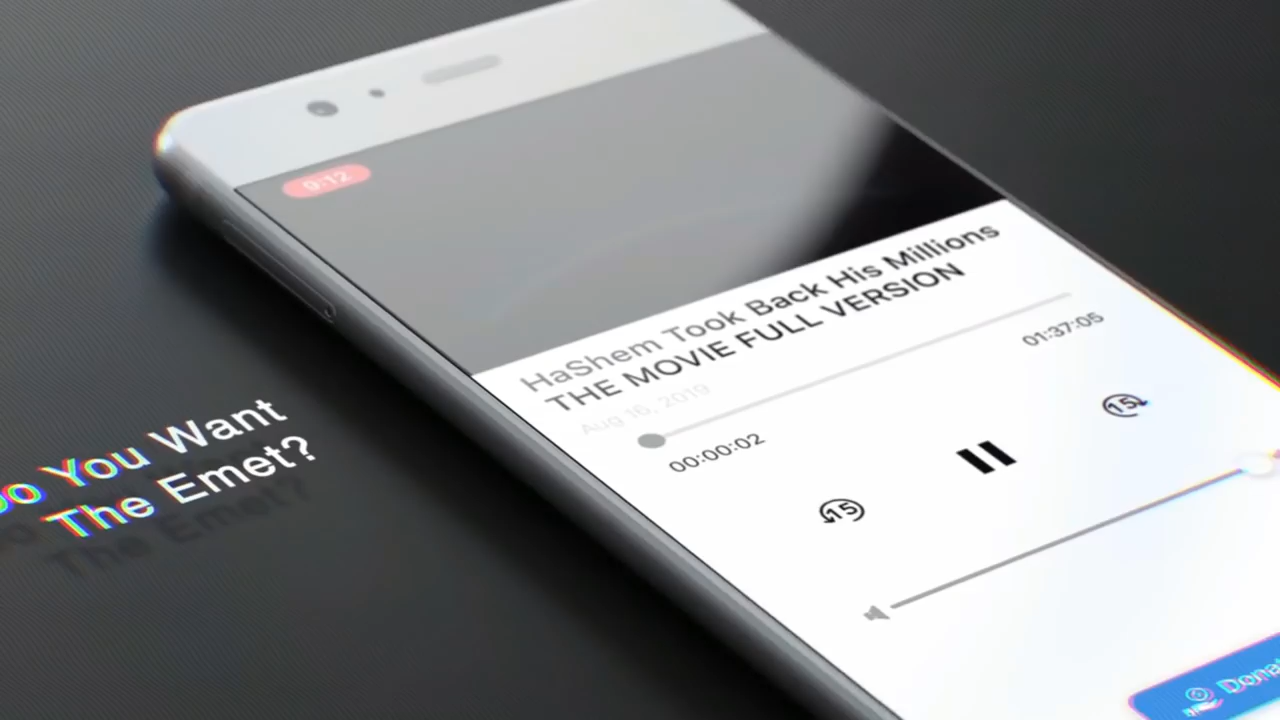 Do You Want
The Emet?
9:12
HaShem Took Back His Millions
THE MOVIE FULL VERSION
Aug 16, 2019
00:00:02
01:37:05
15
15